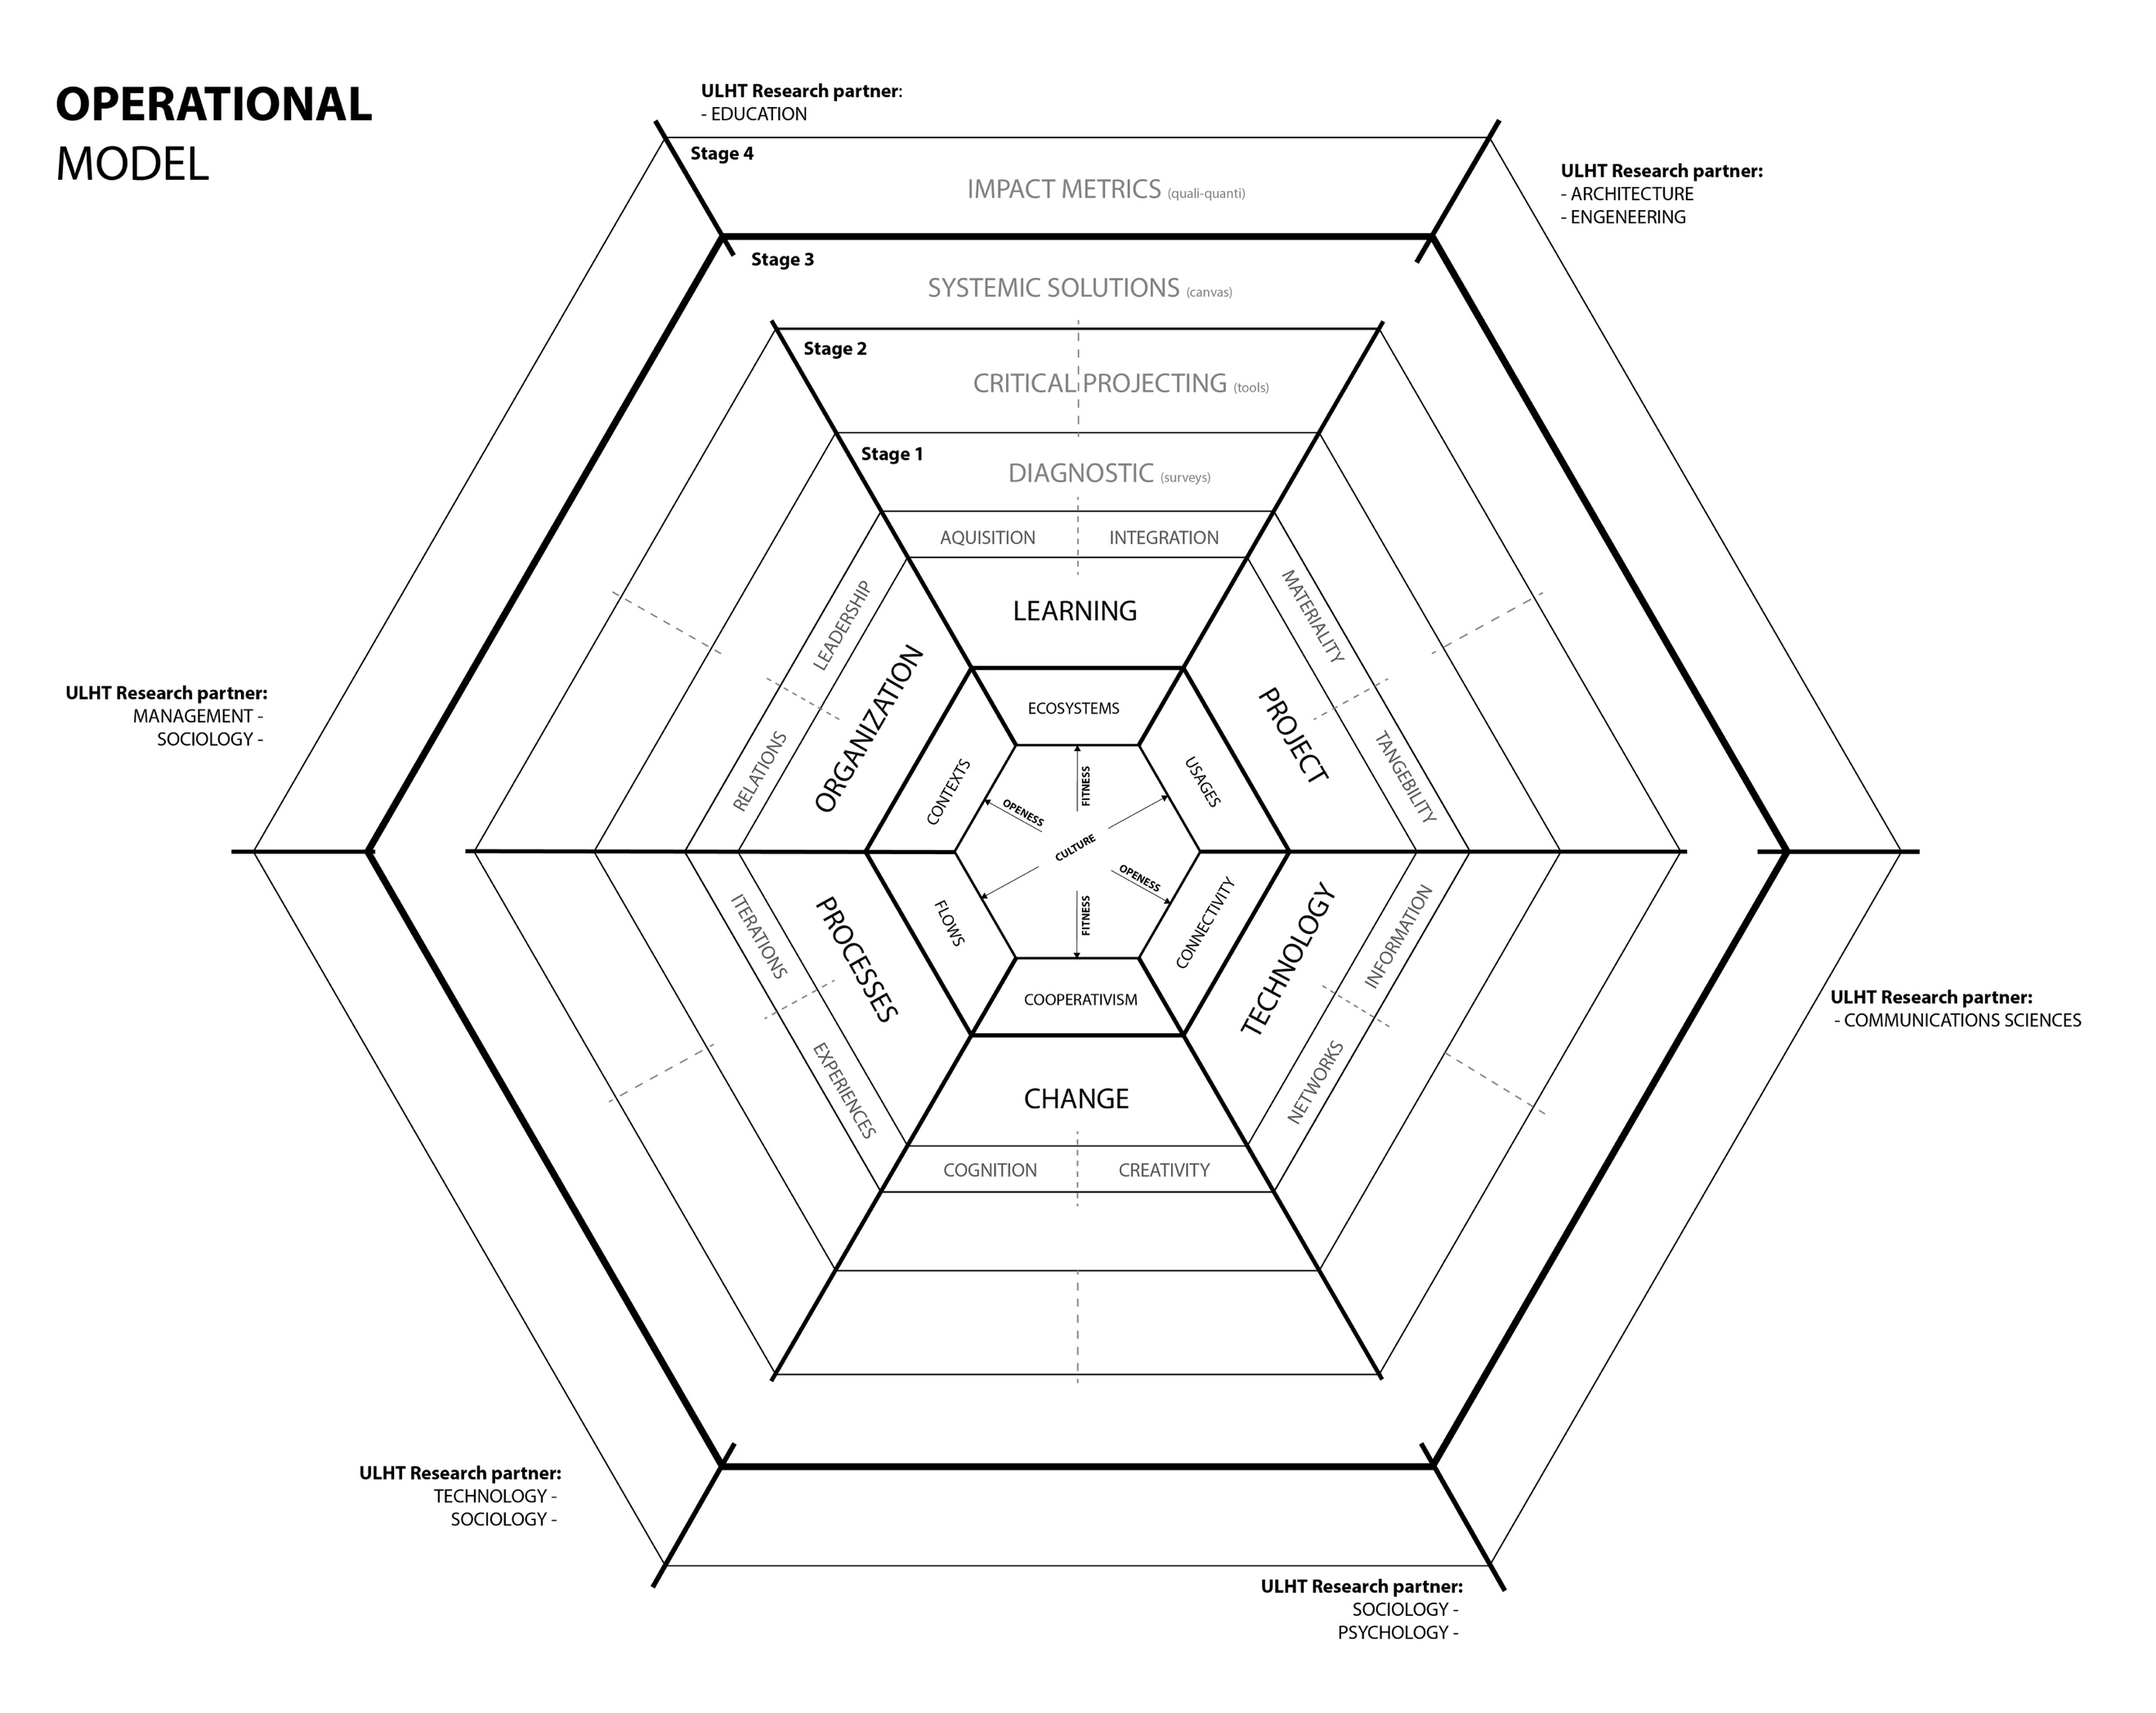 OPERATIONAL
MODEL
ULHT Research partner:
- EDUCATION
Stage 4
IMPACT METRICS (quali-quanti)
ULHT Research partner:
- ARCHITECTURE
- ENGENEERING
Stage 3
SYSTEMIC SOLUTIONS (canvas)
Stage 2
CRITICAL PROJECTING (tools)
Stage 1
DIAGNOSTIC (surveys)
AQUISITION
INTEGRATION
LEARNING
LEADERSHIP
RELATIONS
ORGANIZATION
MATERIALITY
TANGEBILITY
PROJECT
ULHT Research partner:
MANAGEMENT -
SOCIOLOGY -
ECOSYSTEMS
CONTEXTS
USAGES
FITNESS
OPENESS
CULTURE
OPENESS
FITNESS
FLOWS
CONNECTIVITY
COOPERATIVISM
ITERATIONS
EXPERIENCES
PROCESSES
TECHNOLOGY
INFORMATION
NETWORKS
ULHT Research partner:
- COMMUNICATIONS SCIENCES
CHANGE
COGNITION
CREATIVITY
ULHT Research partner:
TECHNOLOGY -
SOCIOLOGY -
ULHT Research partner:
SOCIOLOGY -
PSYCHOLOGY -